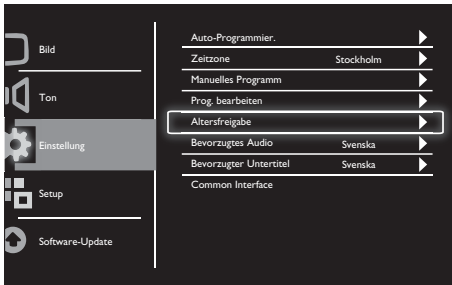 Bild
Ton
Einstellung
Setup
Software-Update
Auto-Programmier.
Zeitzone Stockholm
Manuelles Programm
Prog. bearbeiten
Altersfreigabe
Bevorzugtes Audio Svenska
Bevorzugter Untertitel Svenska
Common Interface